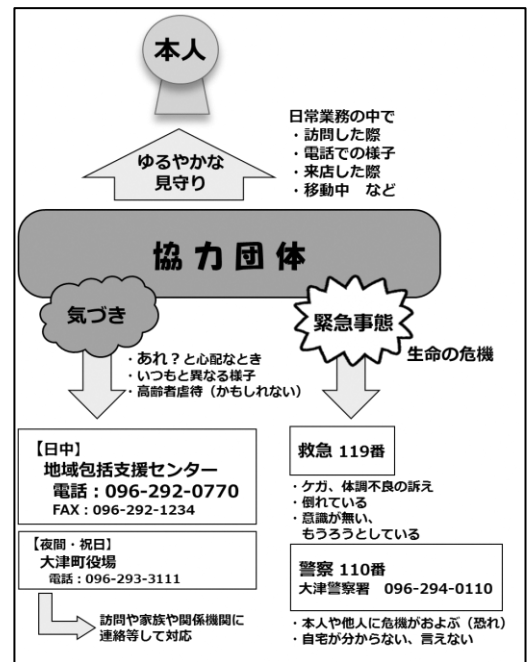 本人
ゆるやかな
見守り
日常業務の中で
・訪問した際
・電話での様子
・来店した際
・移動中　など
協力団体
気づき
・あれ？と心配なとき
・いつもと異なる様子
・高齢者虐待（かもしれない）
緊急事態
生命の危機
【日中】
地域包括支援センター
電話：096-292-0770
FAX：096-292-1234
【夜間・祝日】
大津町役場
電話：096-293-3111
訪問や家族や関係機関に
連絡等して対応
救急 119番
・ケガ、体調不良の訴え
・倒れている
・意識が無い、
もうろうとしている
警察 110番
大津警察署　096-294-0110
・本人や他人に危機がおよぶ（恐れ）
・自宅が分からない、言えない